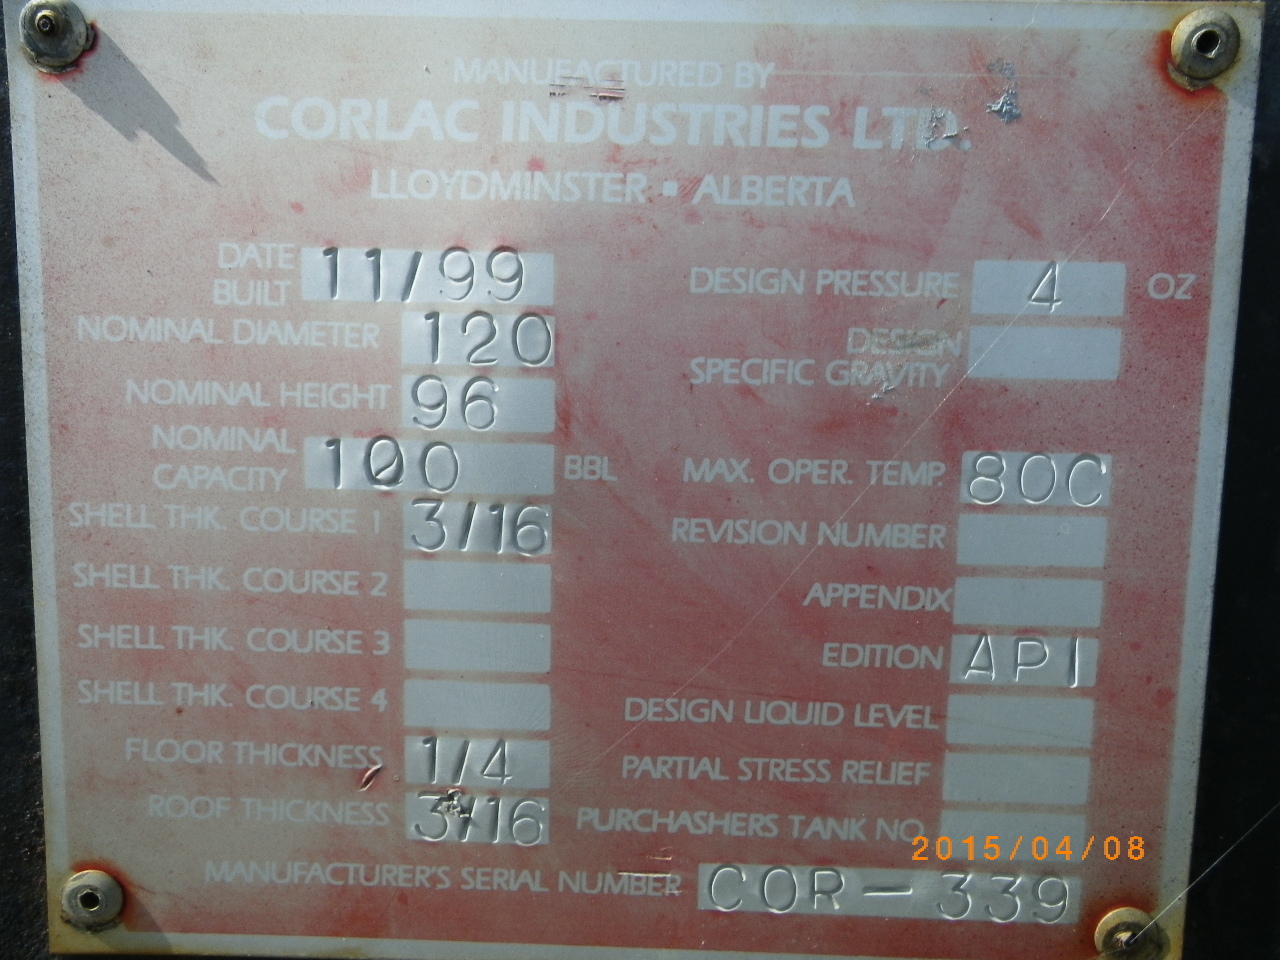 MANUFACTURED BY
CORLAC INDUSTRIES LTD.
LLOYDMINSTER ▪ ALBERTA
DATE BUILT 11/99
NOMINAL DIAMETER 120
NOMINAL HEIGHT 96
NOMINAL CAPACITY 100 BBL
SHELL THK. COURSE 1 3/16
SHELL THK. COURSE 2
SHELL THK. COURSE 3
SHELL THK. COURSE 4
FLOOR THICKNESS 1/4
ROOF THICKNESS 3/16
DESIGN PRESSURE 4 OZ
DESIGN SPECIFIC GRAVITY
MAX. OPER. TEMP. 80C
REVISION NUMBER
APPENDIX
EDITION API
DESIGN LIQUID LEVEL
PARTIAL STRESS RELIEF
PURCHASHERS TANK NO.
MANUFACTURER'S SERIAL NUMBER COR-339
2015/04/08